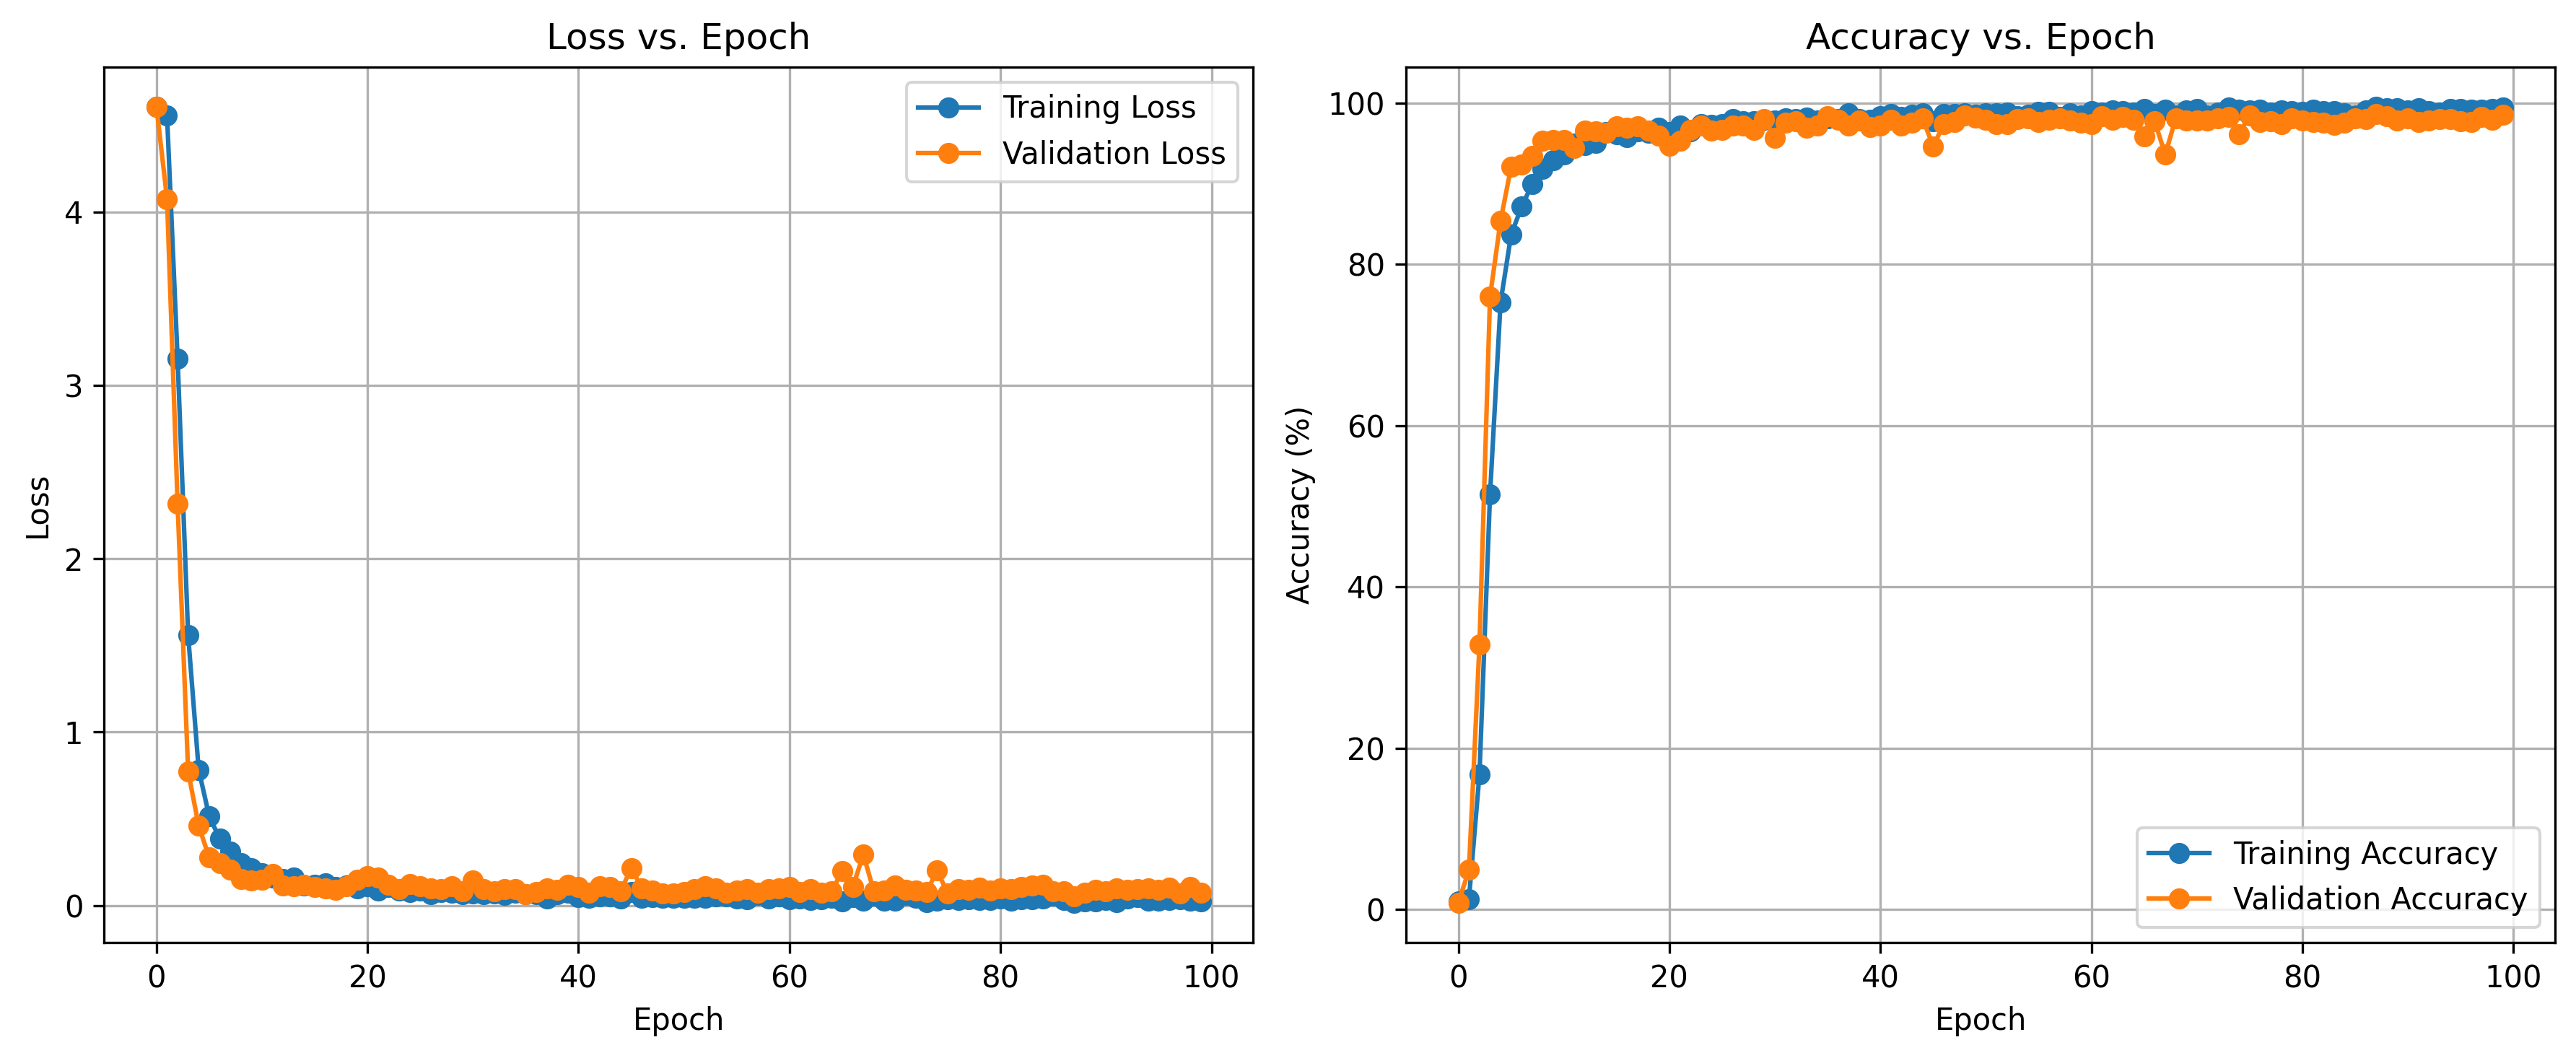 Loss vs. Epoch
Training Loss
Validation Loss
4
3
2
1
0
Loss
0 20 40 60 80 100
Epoch
Accuracy vs. Epoch
100
80
60
40
20
0
Accuracy (%)
Training Accuracy
Validation Accuracy
0 20 40 60 80 100
Epoch